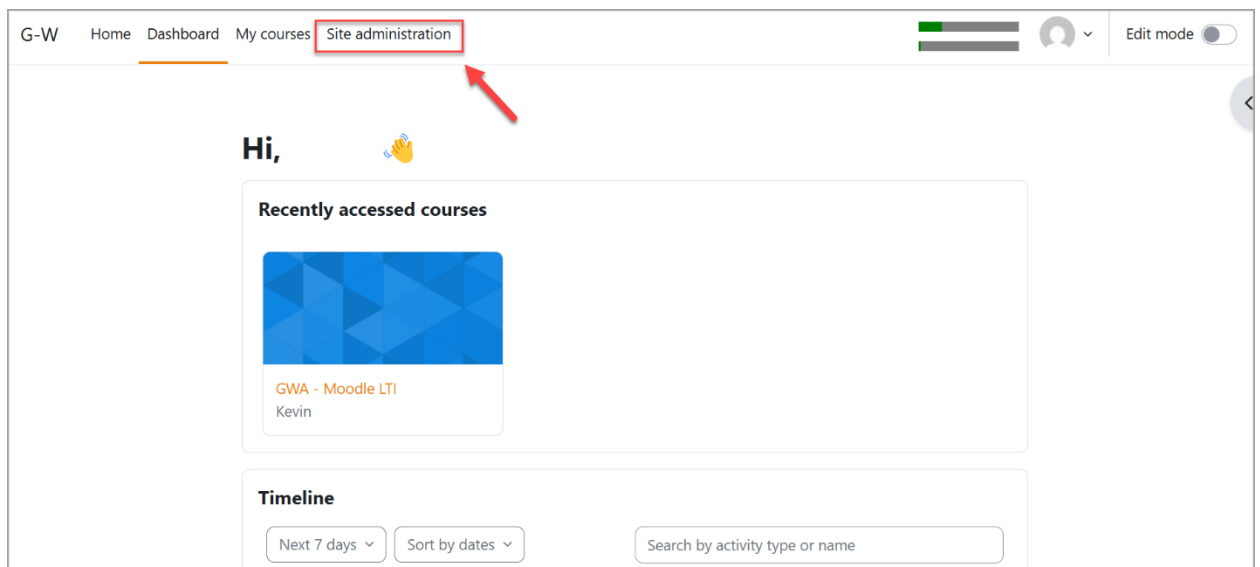 G-W Home Dashboard My courses Site administration Edit mode
Hi, 👋
Recently accessed courses
GWA - Moodle LTI
Kevin
Timeline
Next 7 days Sort by dates Search by activity type or name